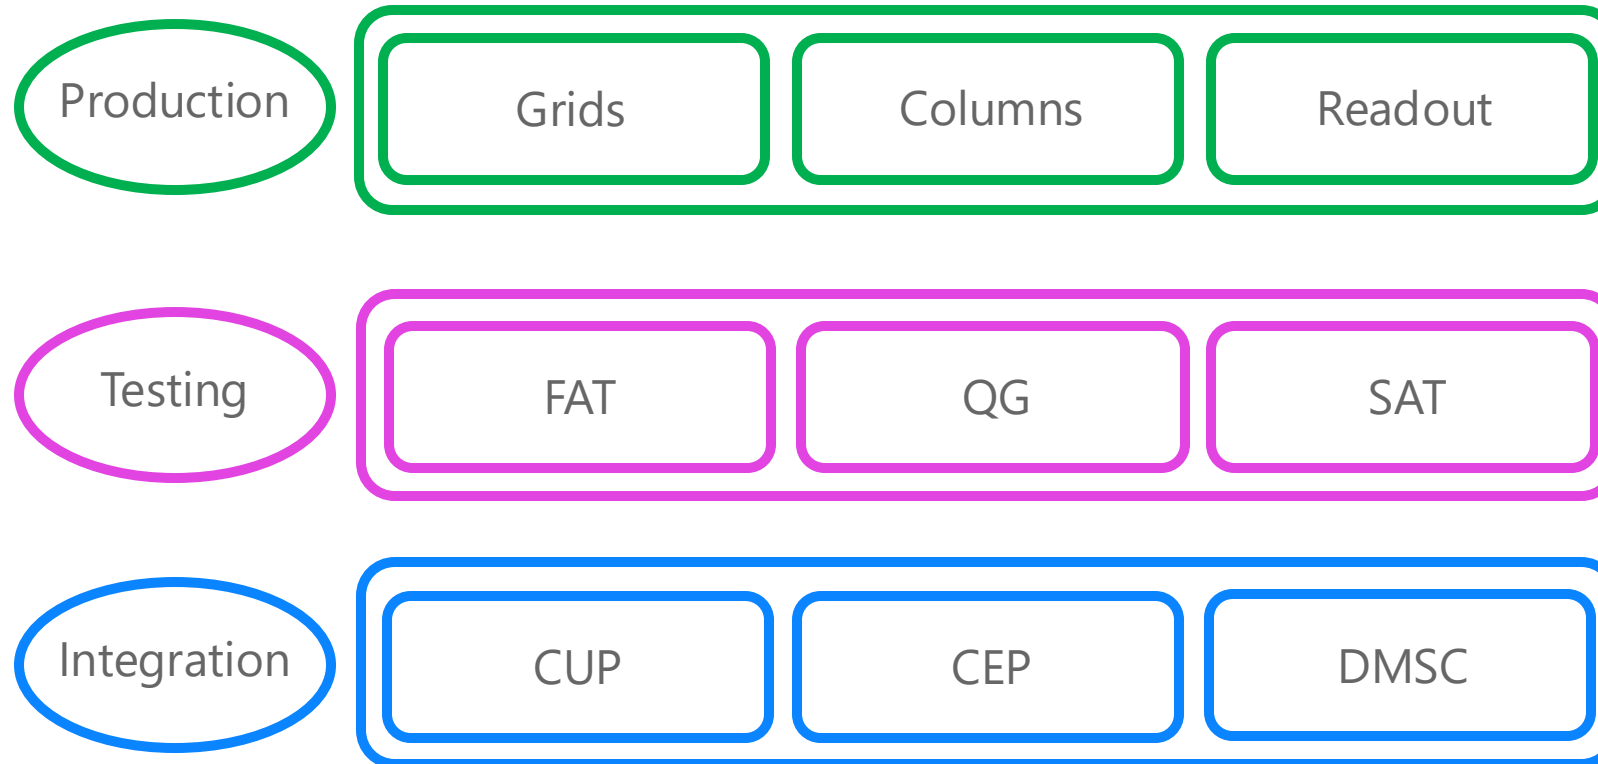 Production
Grids
Columns
Readout
Testing
FAT
QG
SAT
Integration
CUP
CEP
DMSC